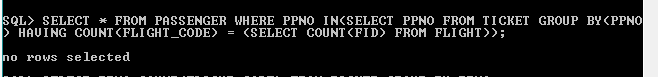 SQL> SELECT * FROM PASSENGER WHERE PPNO IN(SELECT PPNO FROM TICKET GROUP BY(PPNO
) HAVING COUNT(FLIGHT_CODE) = (SELECT COUNT(FID) FROM FLIGHT));
no rows selected